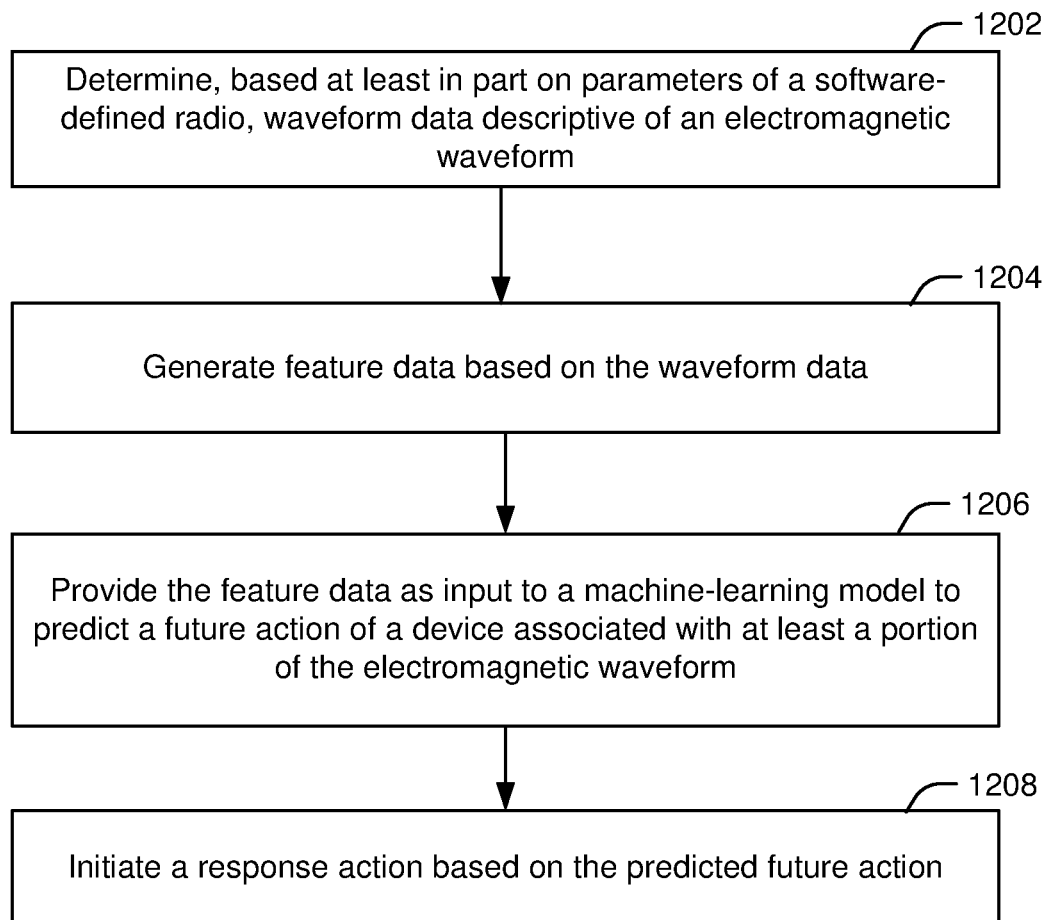 1202
Determine, based at least in part on parameters of a software-
defined radio, waveform data descriptive of an electromagnetic
waveform
1204
Generate feature data based on the waveform data
1206
Provide the feature data as input to a machine-learning model to
predict a future action of a device associated with at least a portion
of the electromagnetic waveform
1208
Initiate a response action based on the predicted future action